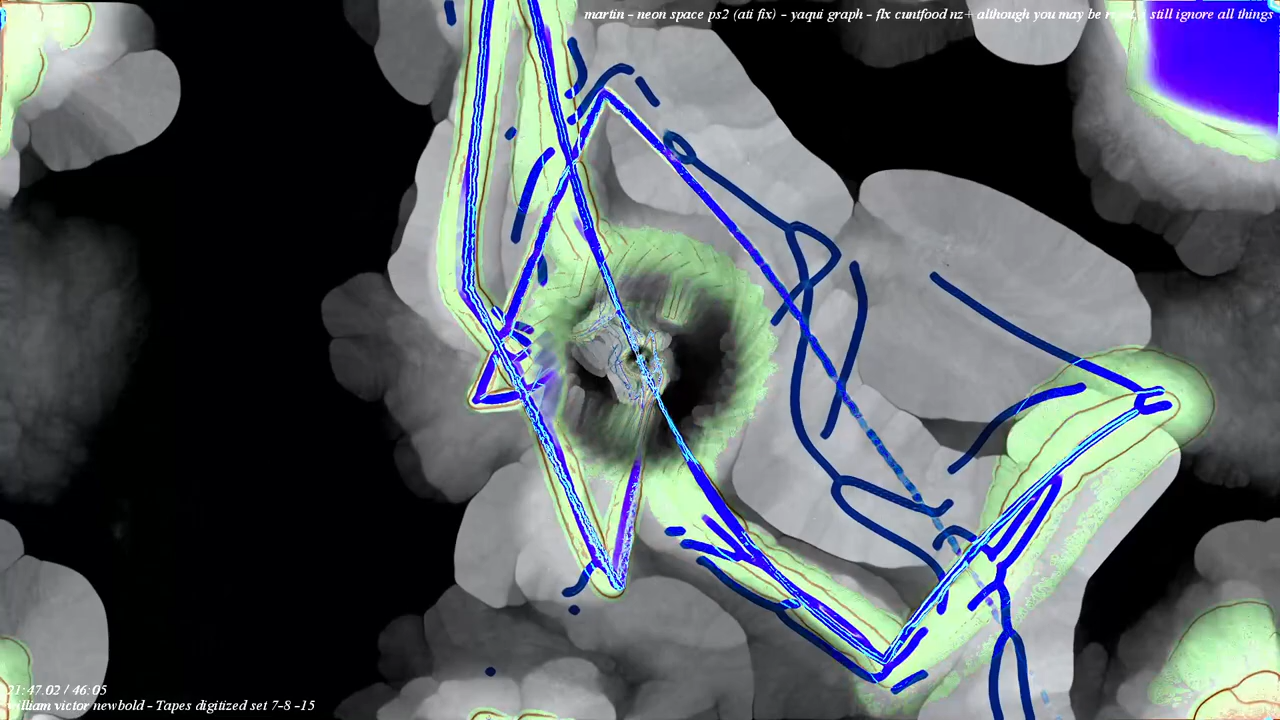 martin - neon space ps2 (ati fix) - yaqui graph - flx cuntfood nz+ although you may be still ignore all things
21:47.02 / 46:05
william victor newbold - Tapes digitized set 7-8 -15